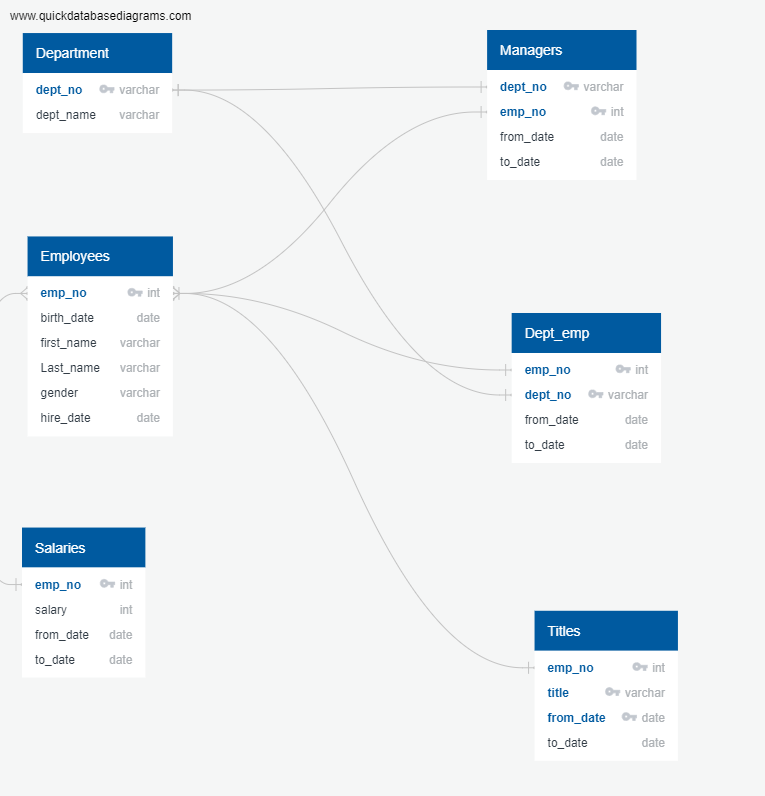 www.quickdatabasediagrams.com
Department
dept_no varchar
dept_name varchar
Managers
dept_no varchar
emp_no int
from_date date
to_date date
Employees
emp_no int
birth_date date
first_name varchar
Last_name varchar
gender varchar
hire_date date
Dept_emp
emp_no int
dept_no varchar
from_date date
to_date date
Salaries
emp_no int
salary int
from_date date
to_date date
Titles
emp_no int
title varchar
from_date date
to_date date